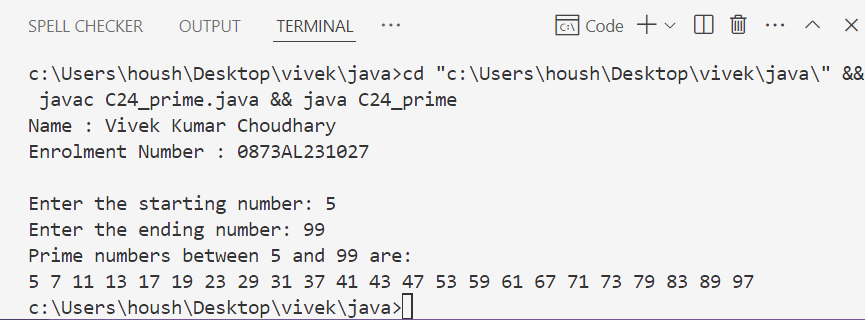 SPELL CHECKER OUTPUT TERMINAL ··· Code ···
c:\Users\housh\Desktop\vivek\java>cd "c:\Users\housh\Desktop\vivek\java\" &&
 javac C24_prime.java && java C24_prime
Name : Vivek Kumar Choudhary
Enrolment Number : 0873AL231027

Enter the starting number: 5
Enter the ending number: 99
Prime numbers between 5 and 99 are:
5 7 11 13 17 19 23 29 31 37 41 43 47 53 59 61 67 71 73 79 83 89 97
c:\Users\housh\Desktop\vivek\java>